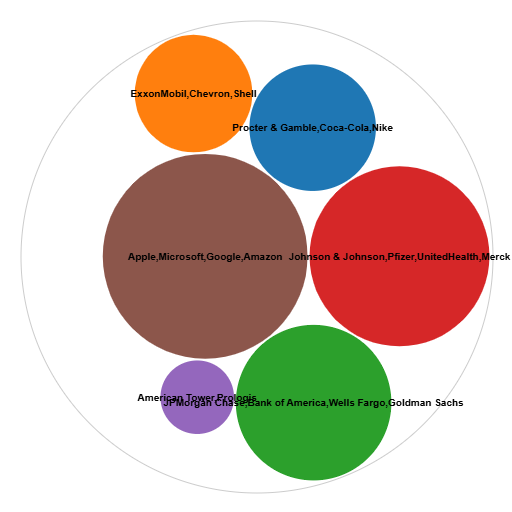 ExxonMobil,Chevron,Shell
Procter & Gamble,Coca-Cola,Nike
Apple,Microsoft,Google,Amazon
Johnson & Johnson,Pfizer,UnitedHealth,Merck
American Tower,Prologis
JPMorgan Chase,Bank of America,Wells Fargo,Goldman Sachs